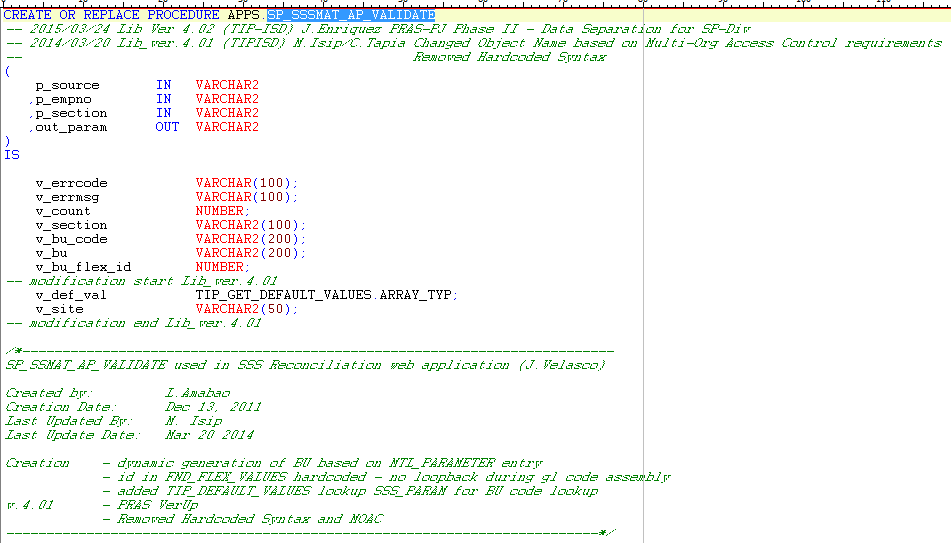 CREATE OR REPLACE PROCEDURE APPS.SP_SSSMAT_AP_VALIDATE
-- 2015/03/24 Lib Ver 4.02 (TIP-ISD) J.Enriquez PRAS-PJ Phase II - Data Separation for SP-Div
-- 2014/03/20 Lib_ver.4.01 (TIPISD) M.Isip/C.Tapia Changed Object Name based on Multi-Org Access Control requirements
-- Removed Hardcoded Syntax
(
p_source IN VARCHAR2
,p_empno IN VARCHAR2
,p_section IN VARCHAR2
,out_param OUT VARCHAR2
)
IS
v_errcode VARCHAR(100);
v_errmsg VARCHAR(100);
v_count NUMBER;
v_section VARCHAR2(100);
v_bu_code VARCHAR2(200);
v_bu VARCHAR2(200);
v_bu_flex_id NUMBER;
-- modification start Lib_ver.4.01
v_def_val TIP_GET_DEFAULT_VALUES.ARRAY_TYP;
v_site VARCHAR2(50);
-- modification end Lib_ver.4.01
/*--------------------------------------------------------------------------
SP_SSMAT_AP_VALIDATE used in SSS Reconciliation web application (J.Velasco)
Created by: L.Amabao
Creation Date: Dec 13, 2011
Last Updated By: M. Isip
Last Update Date: Mar 20 2014
Creation - dynamic generation of BU based on MTL_PARAMETER entry
- id in FND_FLEX_VALUES hardcoded - no loopback during gl code assembly
- added TIP_DEFAULT_VALUES lookup SSS_PARAM for BU code lookup
v.4.01 - PRAS VerUp
- Removed Hardcoded Syntax and MOAC
--------------------------------------------------------------------------*/